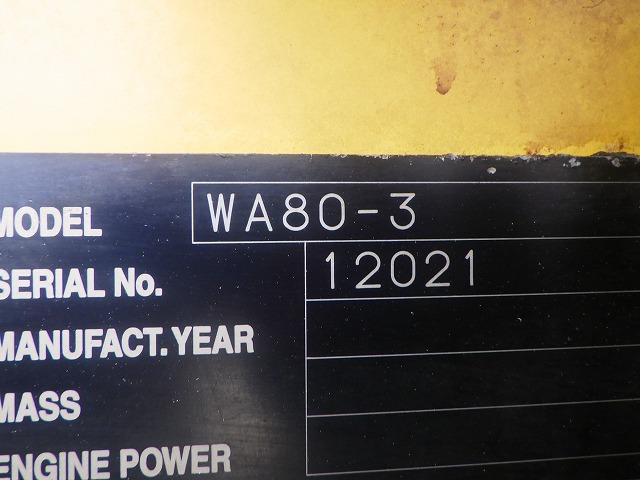 MODEL WA80-3
SERIAL No. 12021
MANUFACT.YEAR
MASS
ENGINE POWER